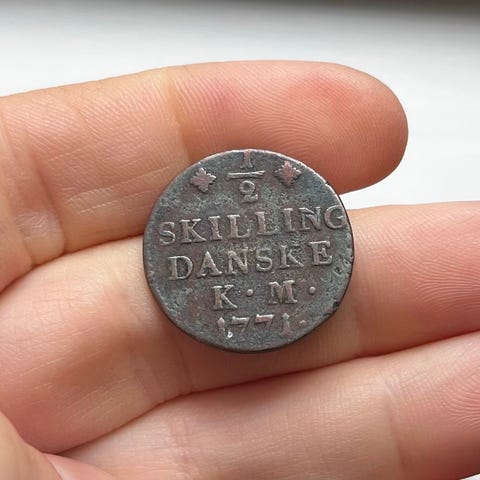 1
2
SKILLING
DANSKE
K · M ·
1771·